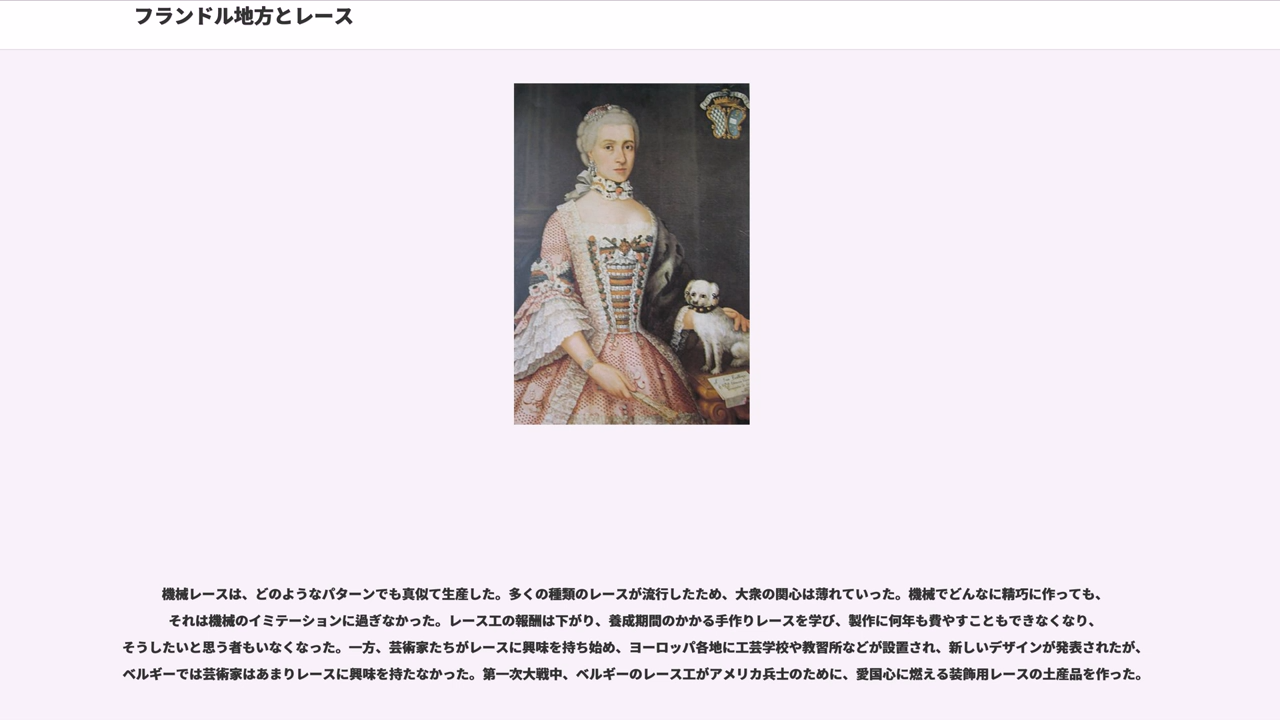 フランドル地方とレース
機械レースは、どのようなパターンでも真似て生産した。多くの種類のレースが流行したため、大衆の関心は薄れていった。機械でどんなに精巧に作っても、
それは機械のイミテーションに過ぎなかった。レース工の報酬は下がり、養成期間のかかる手作りレースを学び、製作に何年も費やすこともできなくなり、
そうしたいと思う者もいなくなった。一方、芸術家たちがレースに興味を持ち始め、ヨーロッパ各地に工芸学校や教習所などが設置され、新しいデザインが発表されたが、
ベルギーでは芸術家はあまりレースに興味を持たなかった。第一次大戦中、ベルギーのレース工がアメリカ兵士のために、愛国心に燃える装飾用レースの土産品を作った。